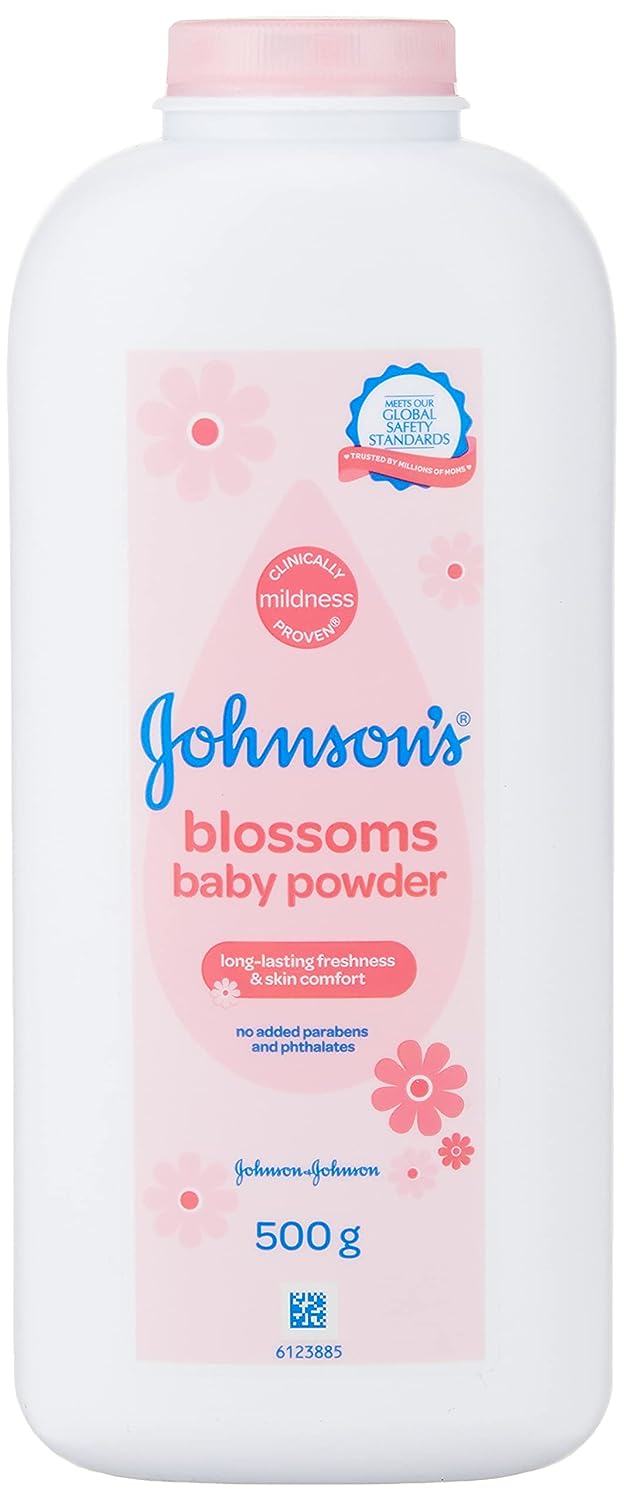 MEETS OUR
GLOBAL
SAFETY
STANDARDS
♥TRUSTED BY MILLIONS OF MOMS♥
CLINICALLY
mildness
PROVEN®
Johnson's®
blossoms
baby powder
long-lasting freshness
& skin comfort
no added parabens
and phthalates
Johnson+Johnson
500 g
6123885